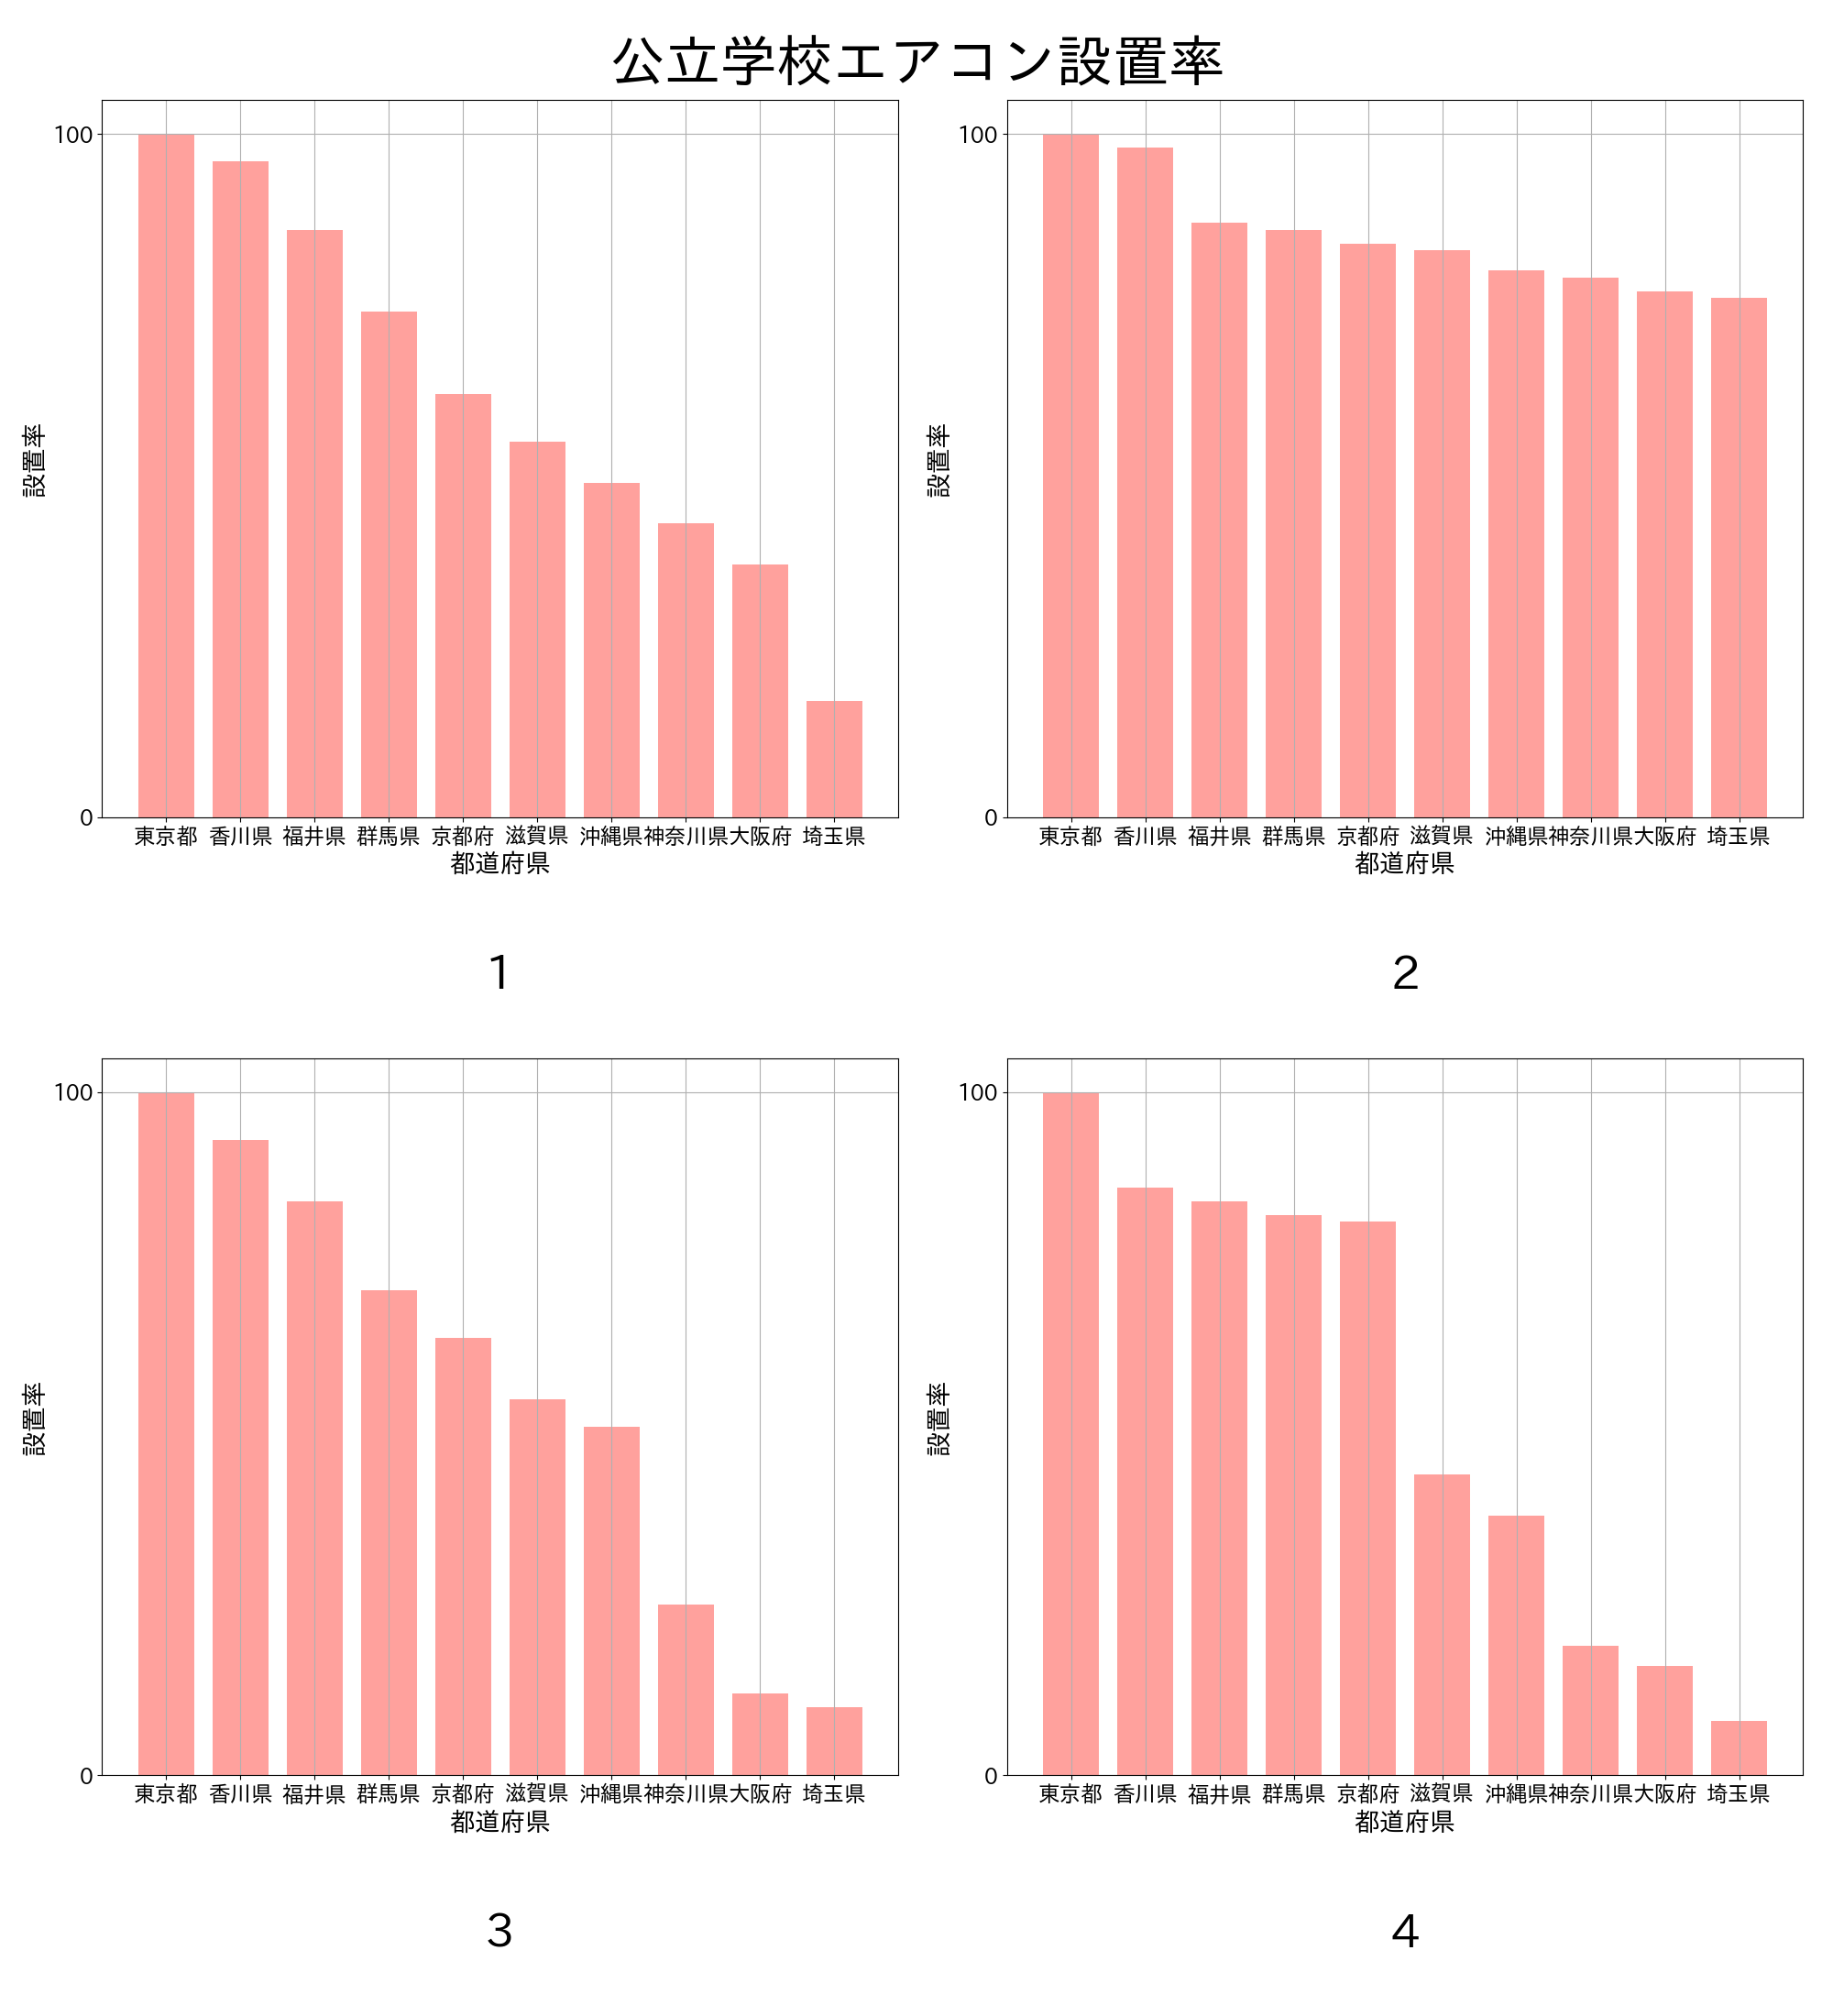 公立学校エアコン設置率
100
0
設置率
東京都 香川県 福井県 群馬県 京都府 滋賀県 沖縄県 神奈川県 大阪府 埼玉県
都道府県
1
100
0
設置率
東京都 香川県 福井県 群馬県 京都府 滋賀県 沖縄県 神奈川県 大阪府 埼玉県
都道府県
2
100
0
設置率
東京都 香川県 福井県 群馬県 京都府 滋賀県 沖縄県 神奈川県 大阪府 埼玉県
都道府県
3
100
0
設置率
東京都 香川県 福井県 群馬県 京都府 滋賀県 沖縄県 神奈川県 大阪府 埼玉県
都道府県
4